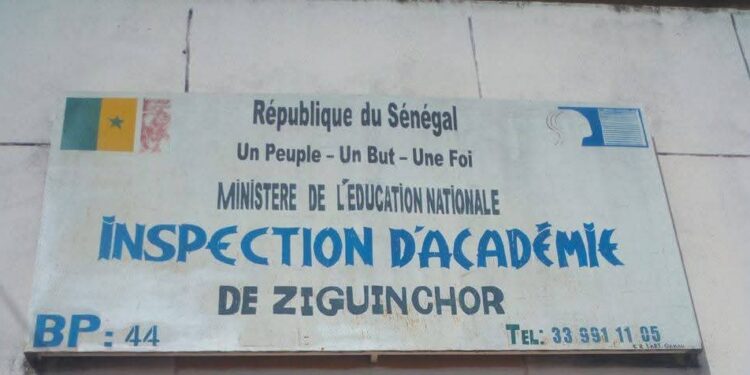 République du Sénégal
Un Peuple – Un But – Une Foi
MINISTERE DE L'EDUCATION NATIONALE
INSPECTION D'ACADÉMIE
DE ZIGUINCHOR
BP: 44
TEL: 33 991 11 05